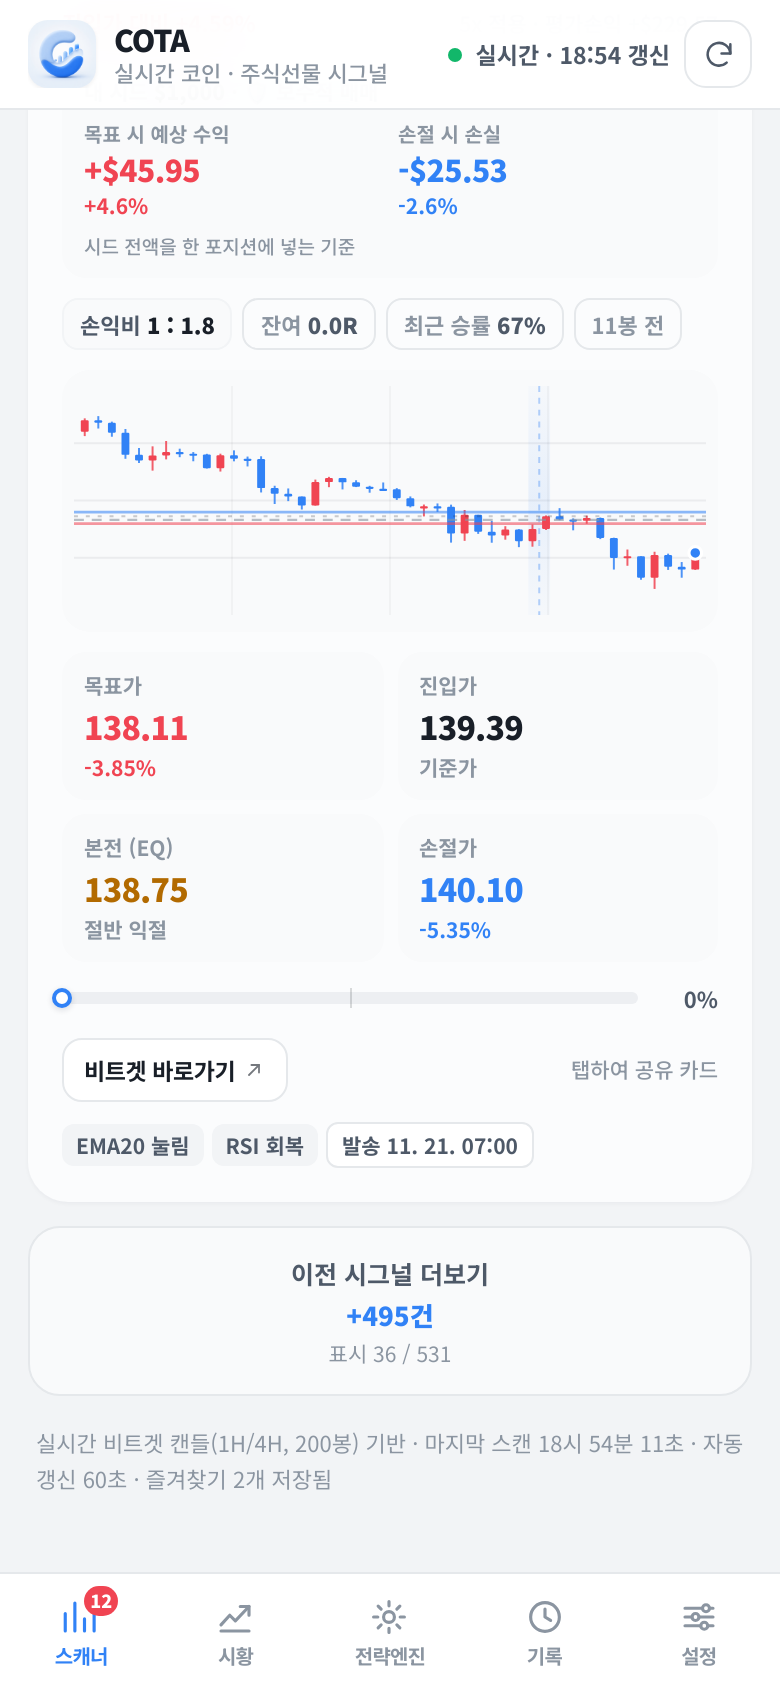 COTA
실시간 코인 · 주식선물 시그널
실시간 · 18:54 갱신
목표 시 예상 수익
손절 시 손실
+$45.95
-$25.53
+4.6%
-2.6%
시드 전액을 한 포지션에 넣는 기준
손익비 1 : 1.8
잔여 0.0R
최근 승률 67%
11봉 전
목표가
진입가
138.11
139.39
-3.85%
기준가
본전 (EQ)
손절가
138.75
140.10
절반 익절
-5.35%
0%
비트겟 바로가기 ↗
탭하여 공유 카드
EMA20 눌림
RSI 회복
발송 11. 21. 07:00
이전 시그널 더보기
+495건
표시 36 / 531
실시간 비트겟 캔들(1H/4H, 200봉) 기반 · 마지막 스캔 18시 54분 11초 · 자동
갱신 60초 · 즐겨찾기 2개 저장됨
12
스캐너
시황
전략엔진
기록
설정